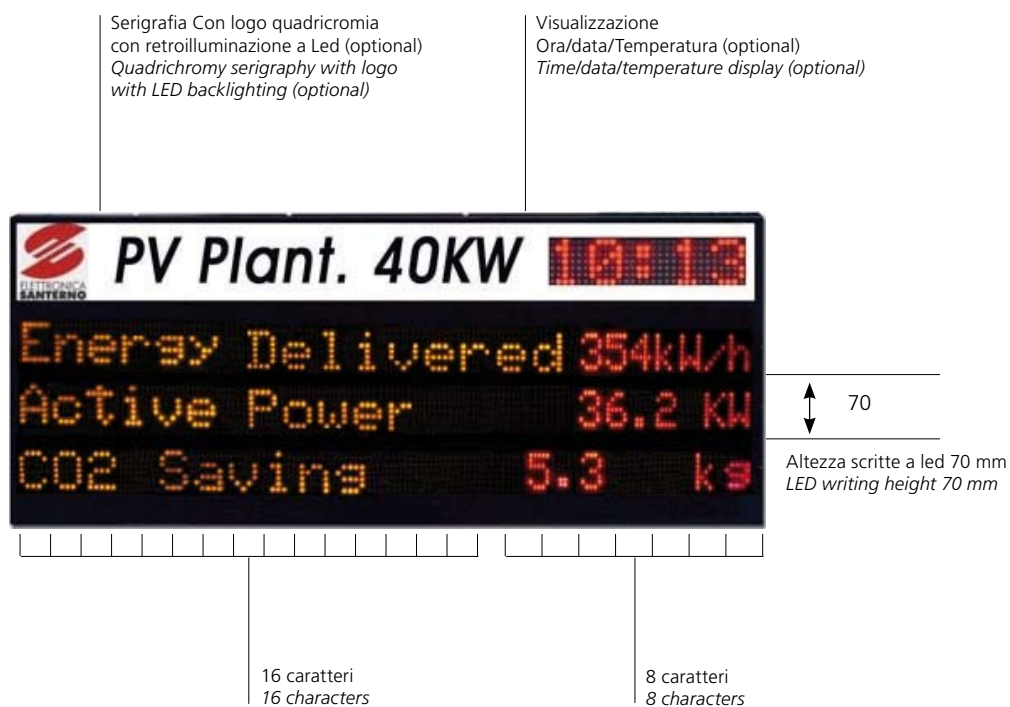 Serigrafia Con logo quadricromia
con retroilluminazione a Led (optional)
Quadrichromy serigraphy with logo
with LED backlighting (optional)
Visualizzazione
Ora/data/Temperatura (optional)
Time/data/temperature display (optional)
ELETTRONICA
SANTERNO
PV Plant. 40KW 10:13
Energy Delivered 354kW/h
Active Power 36.2 KW
CO2 Saving 5.3 kg
70
Altezza scritte a led 70 mm
LED writing height 70 mm
16 caratteri
16 characters
8 caratteri
8 characters